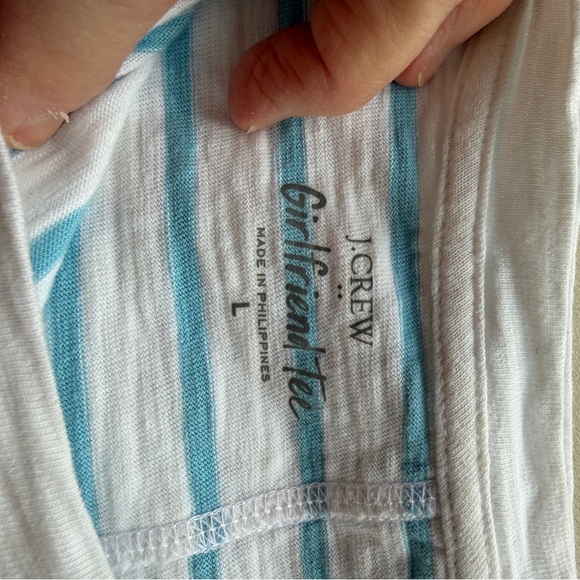 J.CREW
Girlfriend Tee
MADE IN PHILIPPINES
L